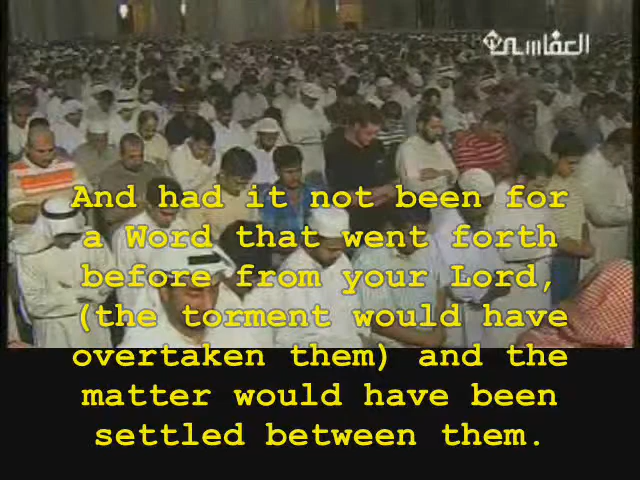 العفاسي
And had it not been for
a Word that went forth
before from your Lord,
(the torment would have
overtaken them) and the
matter would have been
settled between them.